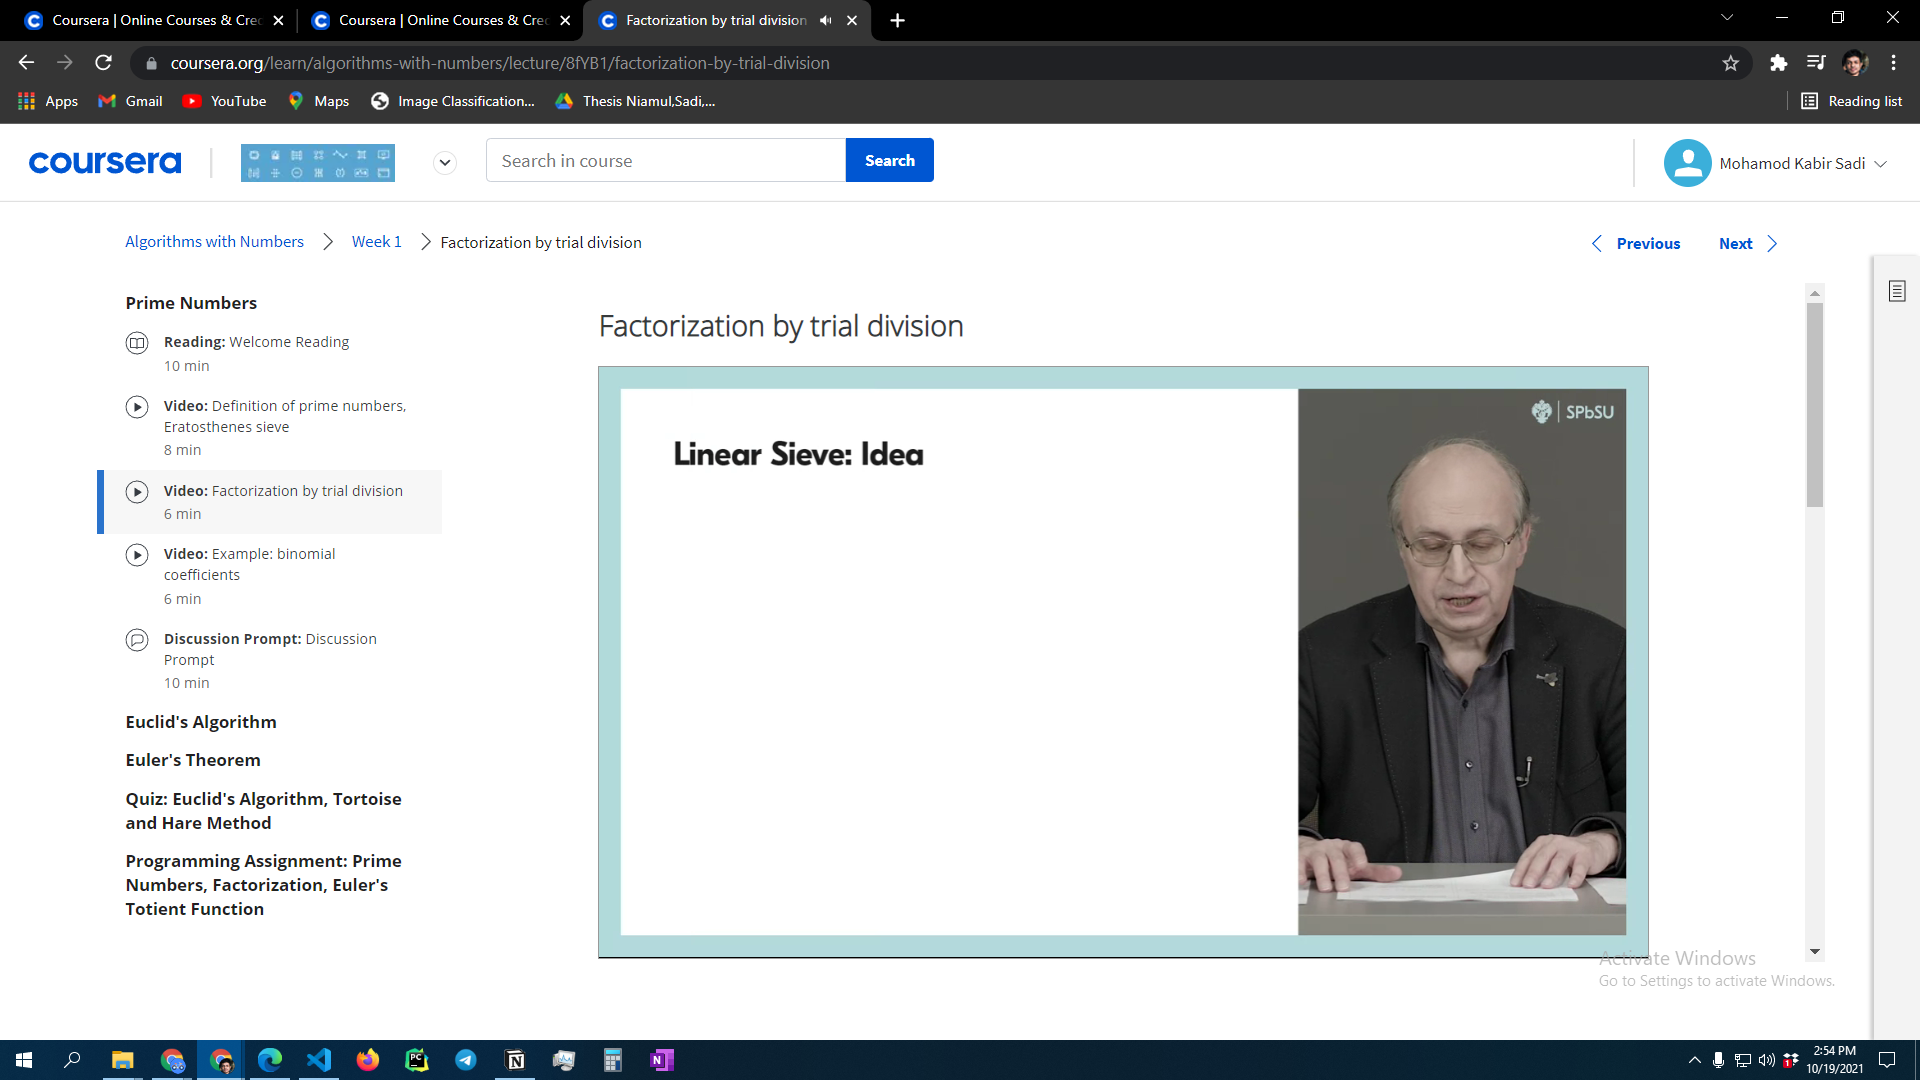 Coursera | Online Courses & Cred
Coursera | Online Courses & Cred
Factorization by trial division
coursera.org/learn/algorithms-with-numbers/lecture/8fYB1/factorization-by-trial-division
Apps
Gmail
YouTube
Maps
Image Classification...
Thesis Niamul,Sadi,...
Reading list
coursera
Search in course
Search
Mohamod Kabir Sadi
Algorithms with Numbers
Week 1
Factorization by trial division
Previous
Next
Prime Numbers
Reading: Welcome Reading
10 min
Video: Definition of prime numbers,
Eratosthenes sieve
8 min
Video: Factorization by trial division
6 min
Video: Example: binomial
coefficients
6 min
Discussion Prompt: Discussion
Prompt
10 min
Euclid's Algorithm
Euler's Theorem
Quiz: Euclid's Algorithm, Tortoise
and Hare Method
Programming Assignment: Prime
Numbers, Factorization, Euler's
Totient Function
Factorization by trial division
Linear Sieve: Idea
SPbSU
Activate Windows
Go to Settings to activate Windows.
2:54 PM
10/19/2021